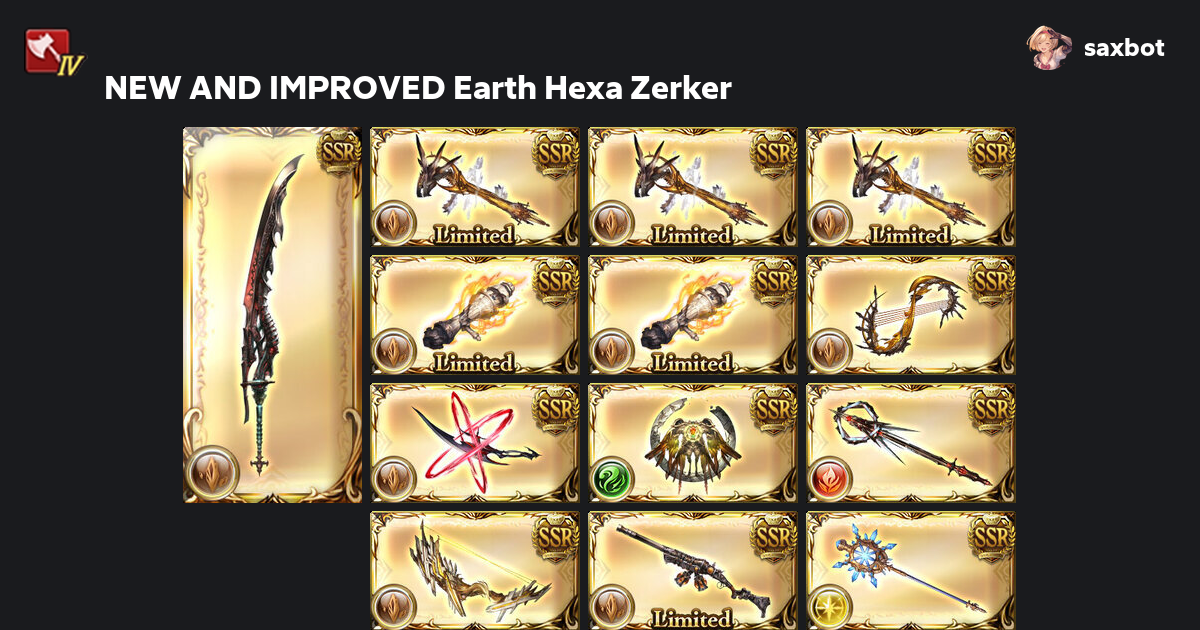 IV
saxbot
NEW AND IMPROVED Earth Hexa Zerker
SSR
SSR SSR SSR
Limited Limited Limited
SSR SSR SSR
Limited Limited
SSR SSR SSR
SSR SSR SSR
Limited